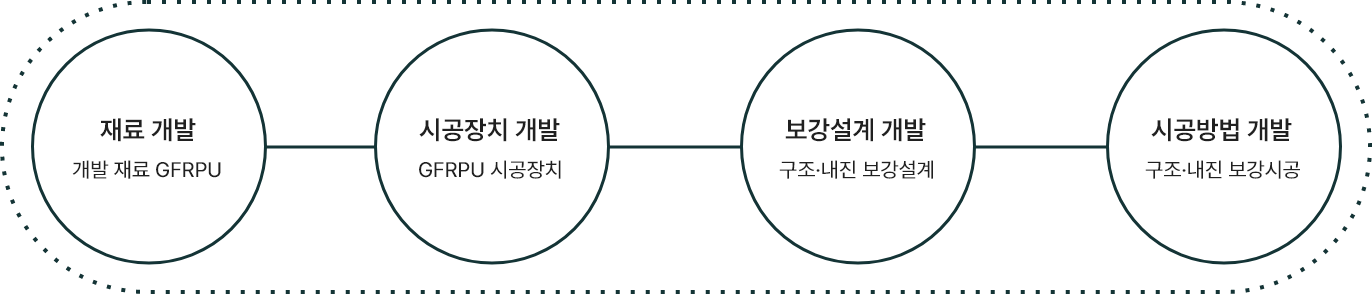 재료 개발
개발 재료 GFRPU
시공장치 개발
GFRPU 시공장치
보강설계 개발
구조·내진 보강설계
시공방법 개발
구조·내진 보강시공